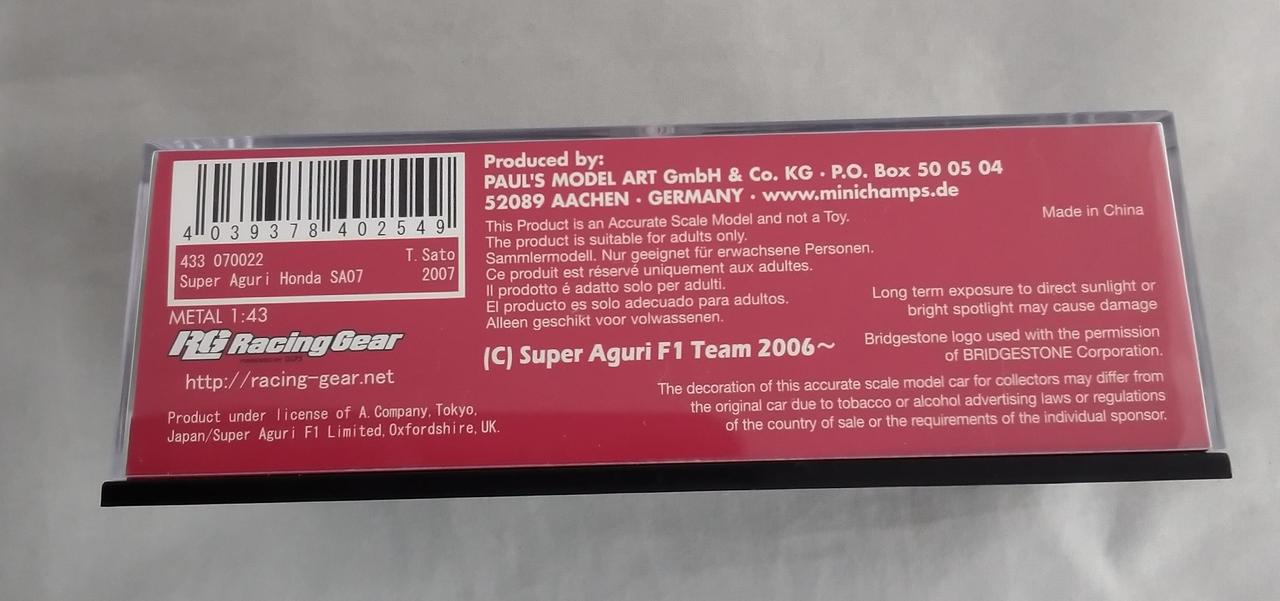 4 039378 402549
433 070022 T. Sato
Super Aguri Honda SA07 2007
METAL 1:43
RG Racing Gear
http://racing-gear.net
Product under license of A.Company,Tokyo,
Japan/Super Aguri F1 Limited,Oxfordshire,UK.
Produced by:
PAUL'S MODEL ART GmbH & Co. KG · P.O. Box 50 05 04
52089 AACHEN · GERMANY · www.minichamps.de
This Product is an Accurate Scale Model and not a Toy.
The product is suitable for adults only.
Sammlermodell. Nur geeignet für erwachsene Personen.
Ce produit est réservé uniquement aux adultes.
Il prodotto é adatto solo per adulti.
El producto es solo adecuado para adultos.
Alleen geschikt voor volwassenen.
(C) Super Aguri F1 Team 2006~
Made in China
Long term exposure to direct sunlight or
bright spotlight may cause damage
Bridgestone logo used with the permission
of BRIDGESTONE Corporation.
The decoration of this accurate scale model car for collectors may differ from
the original car due to tobacco or alcohol advertising laws or regulations
of the country of sale or the requirements of the individual sponsor.